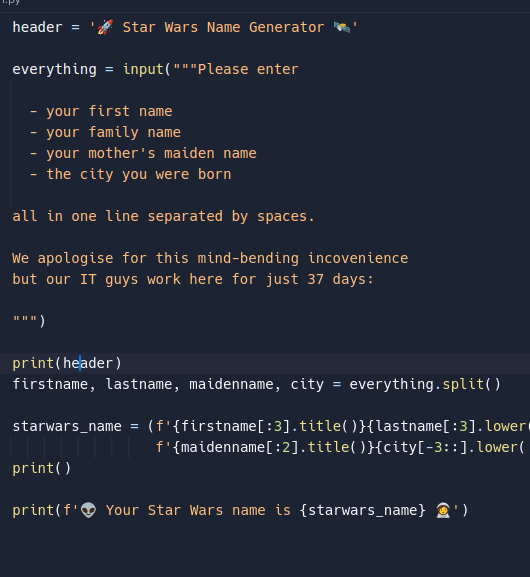 .py
header = '🚀 Star Wars Name Generator 🛰️'
everything = input("""Please enter
- your first name
- your family name
- your mother's maiden name
- the city you were born
all in one line separated by spaces.
We apologise for this mind-bending incovenience
but our IT guys work here for just 37 days:
""")
print(header)
firstname, lastname, maidenname, city = everything.split()
starwars_name = (f'{firstname[:3].title()}{lastname[:3].lower(
f'{maidenname[:2].title()}{city[-3::].lower(
print()
print(f'👽 Your Star Wars name is {starwars_name} 👩‍🚀')